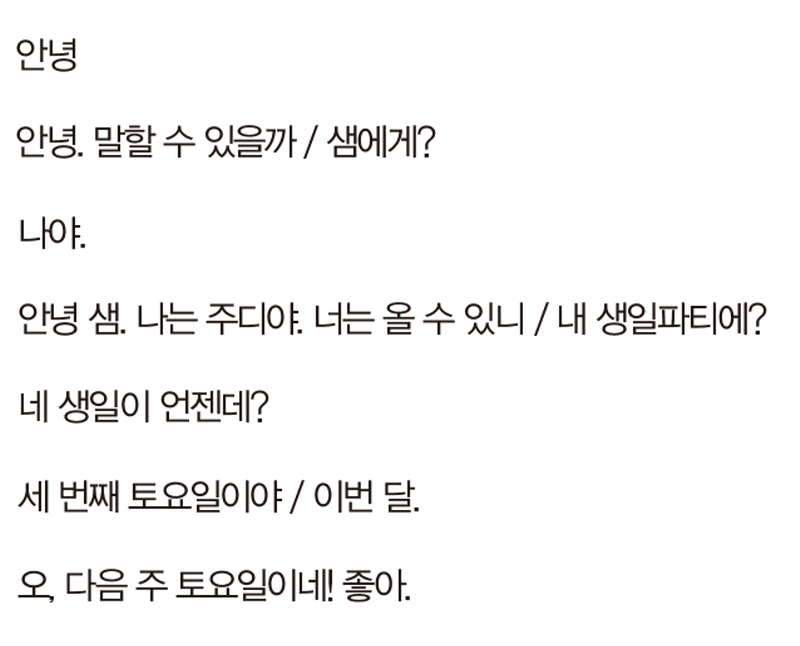 안녕
안녕. 말할 수 있을까 / 샘에게?
나야.
안녕 샘. 나는 주디야. 너는 올 수 있니 / 내 생일파티에?
네 생일이 언젠데?
세 번째 토요일이야 / 이번 달.
오, 다음 주 토요일이네! 좋아.